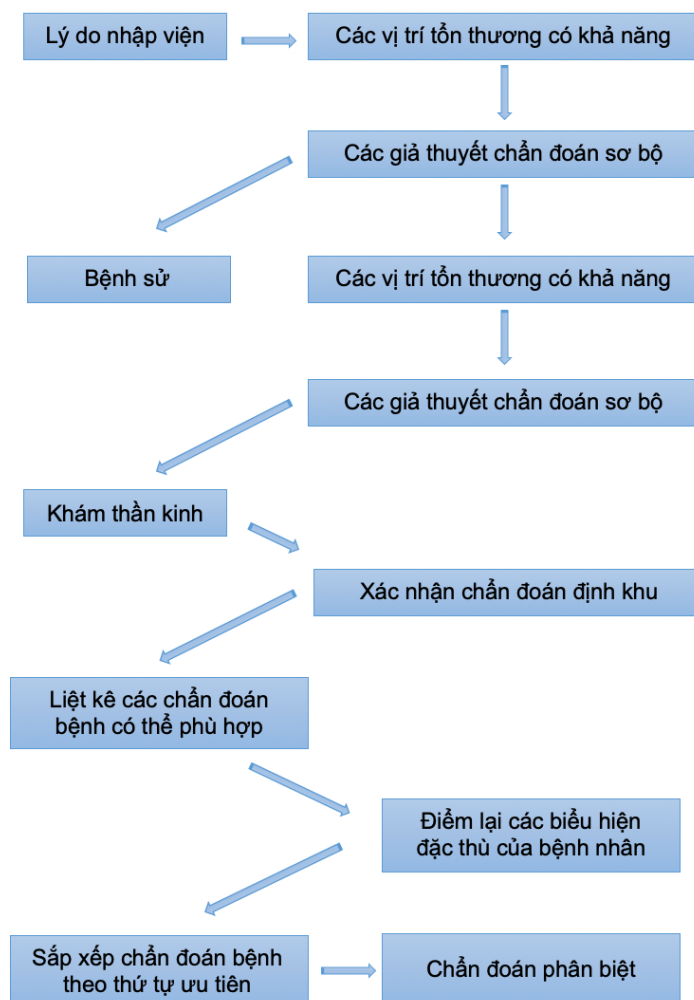 Lý do nhập viện
Các vị trí tổn thương có khả năng
Các giả thuyết chẩn đoán sơ bộ
Bệnh sử
Các vị trí tổn thương có khả năng
Các giả thuyết chẩn đoán sơ bộ
Khám thần kinh
Xác nhận chẩn đoán định khu
Liệt kê các chẩn đoán
bệnh có thể phù hợp
Điểm lại các biểu hiện
đặc thù của bệnh nhân
Sắp xếp chẩn đoán bệnh
theo thứ tự ưu tiên
Chẩn đoán phân biệt